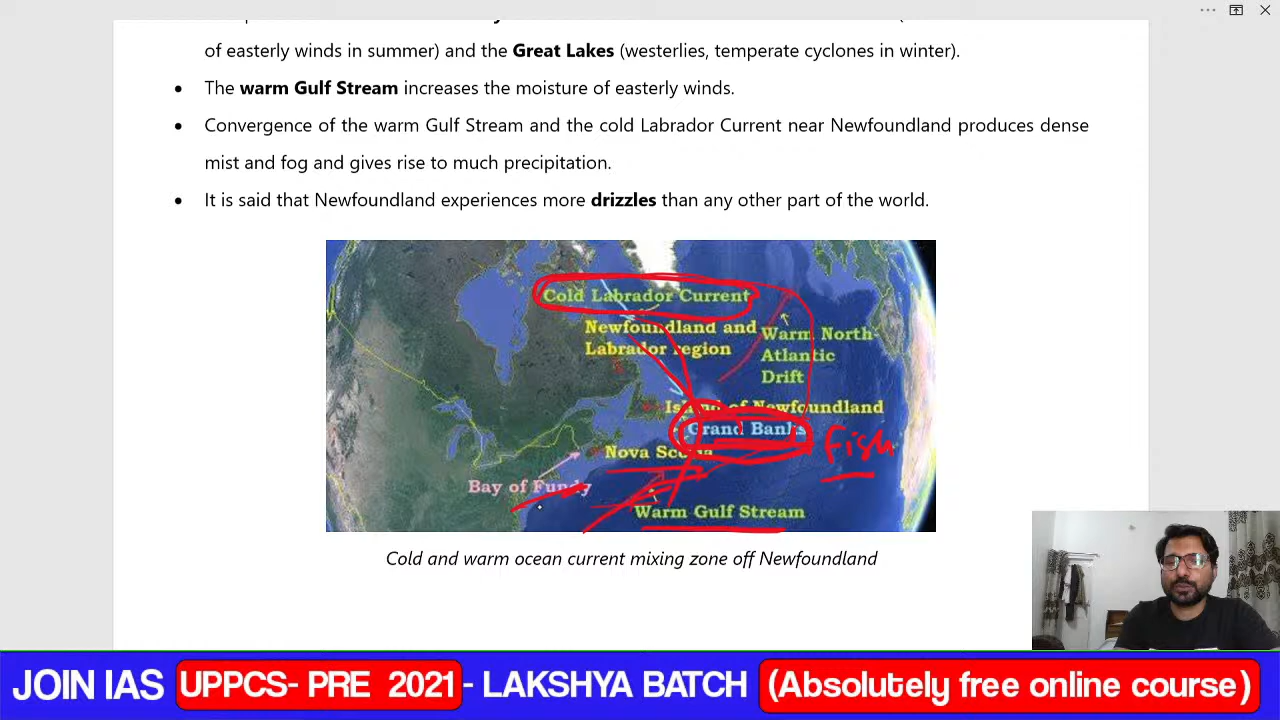 of easterly winds in summer) and the Great Lakes (westerlies, temperate cyclones in winter).
• The warm Gulf Stream increases the moisture of easterly winds.
• Convergence of the warm Gulf Stream and the cold Labrador Current near Newfoundland produces dense
mist and fog and gives rise to much precipitation.
• It is said that Newfoundland experiences more drizzles than any other part of the world.
Cold Labrador Current
Newfoundland and
Labrador region
Warm North-
Atlantic
Drift
Island of Newfoundland
Grand Banks
fish
Nova Scotia
Bay of Fundy
Warm Gulf Stream
Cold and warm ocean current mixing zone off Newfoundland
JOIN IAS UPPCS- PRE 2021 - LAKSHYA BATCH (Absolutely free online course)